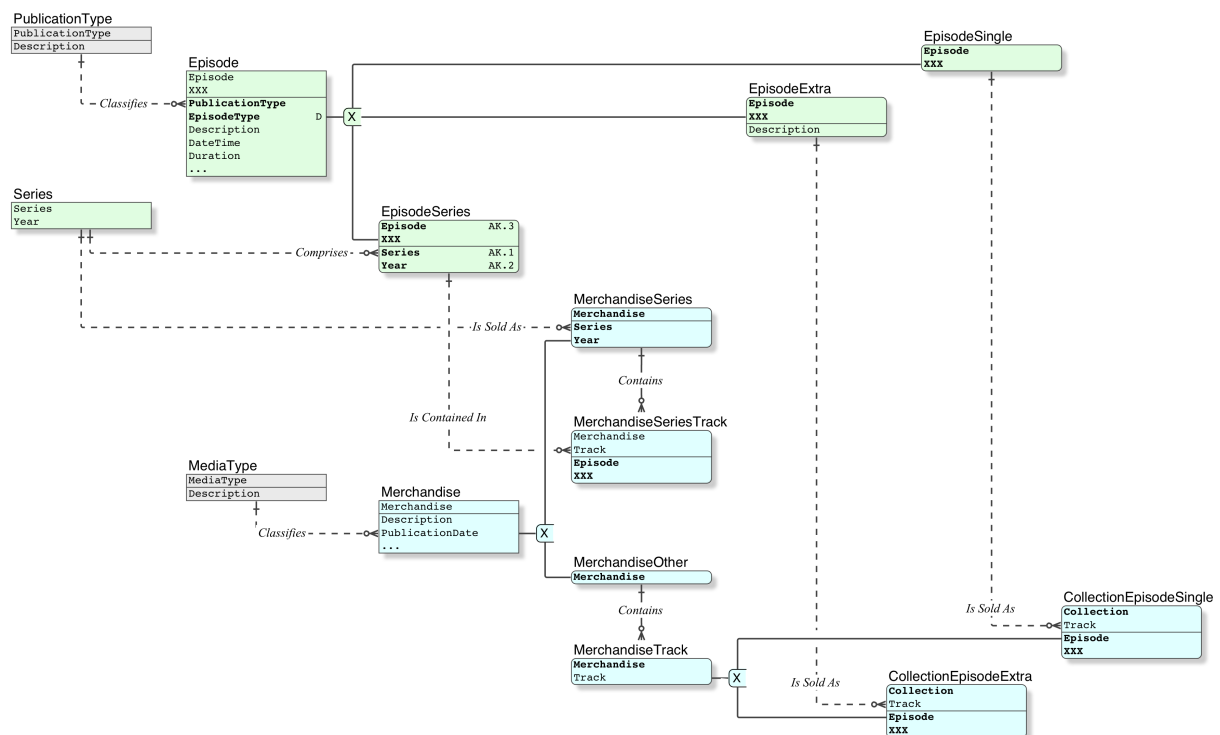 PublicationType
PublicationType
Description
Classifies
Episode
Episode
XXX
PublicationType
EpisodeType D
Description
DateTime
Duration
...
X
EpisodeSingle
Episode
XXX
EpisodeExtra
Episode
XXX
Description
Series
Series
Year
Comprises
EpisodeSeries
Episode AK.3
XXX
Series AK.1
Year AK.2
Is Sold As
MerchandiseSeries
Merchandise
Series
Year
Contains
Is Contained In
MerchandiseSeriesTrack
Merchandise
Track
Episode
XXX
MediaType
MediaType
Description
Classifies
Merchandise
Merchandise
Description
PublicationDate
...
X
MerchandiseOther
Merchandise
Contains
MerchandiseTrack
Merchandise
Track
X
Is Sold As
CollectionEpisodeSingle
Collection
Track
Episode
XXX
Is Sold As
CollectionEpisodeExtra
Collection
Track
Episode
XXX